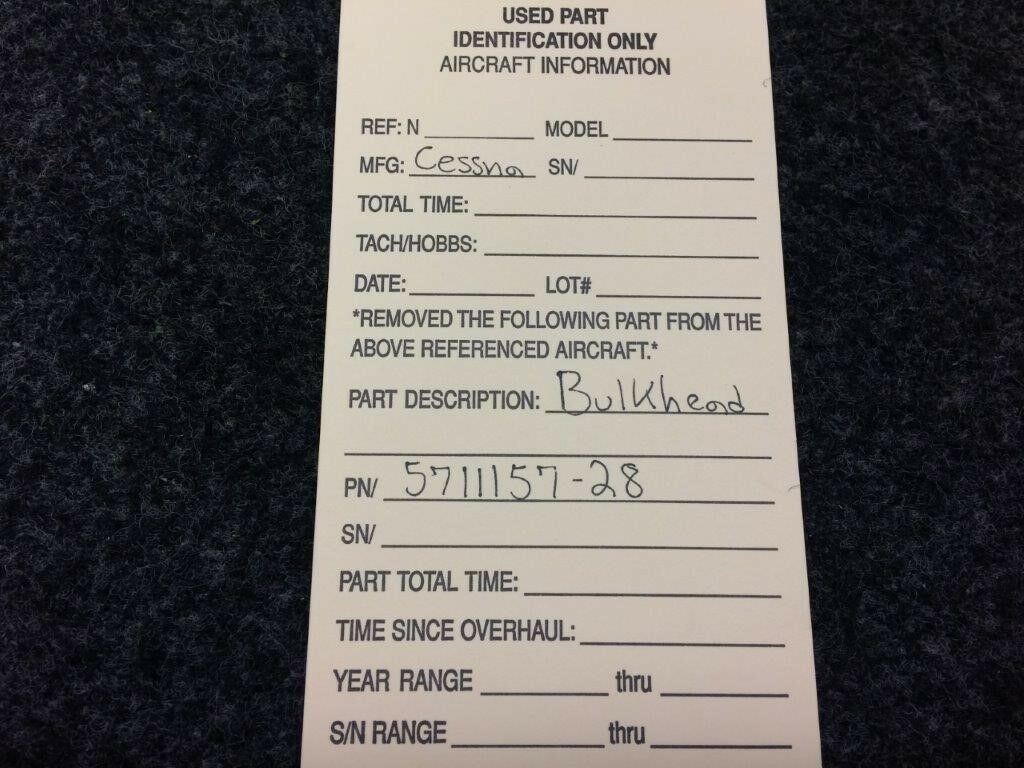 USED PART
IDENTIFICATION ONLY
AIRCRAFT INFORMATION
REF: N MODEL
MFG: Cessna SN/
TOTAL TIME:
TACH/HOBBS:
DATE: LOT#
*REMOVED THE FOLLOWING PART FROM THE
ABOVE REFERENCED AIRCRAFT.*
PART DESCRIPTION: Bulkhead
PN/ 5711157-28
SN/
PART TOTAL TIME:
TIME SINCE OVERHAUL:
YEAR RANGE thru
S/N RANGE thru